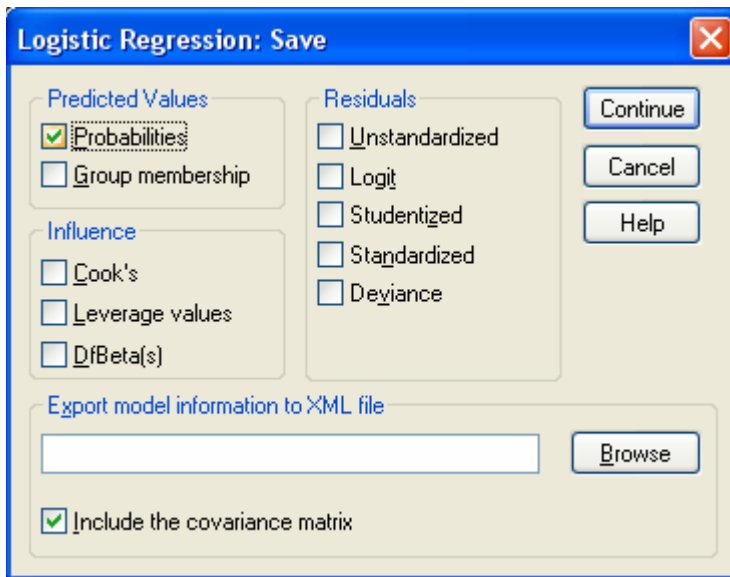 Logistic Regression: Save
Predicted Values
Probabilities
Group membership
Influence
Cook's
Leverage values
DfBeta(s)
Residuals
Unstandardized
Logit
Studentized
Standardized
Deviance
Continue
Cancel
Help
Export model information to XML file
Browse
Include the covariance matrix